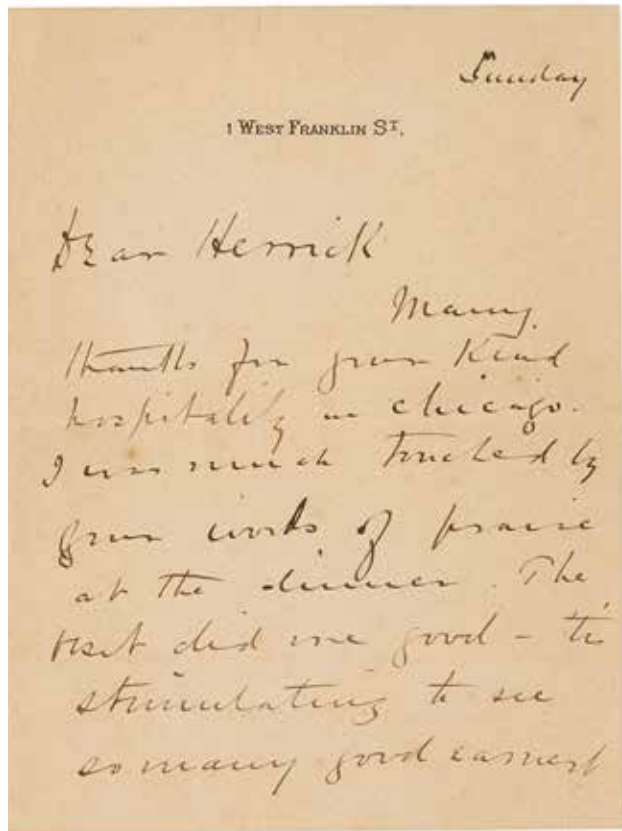 Sunday
1 WEST FRANKLIN ST.
Dear Herrick
Many
thanks for your kind
hospitality in Chicago.
I was much touched by
your words of praise
at the dinner. The
visit did me good - tis
stimulating to see
so many good earnest